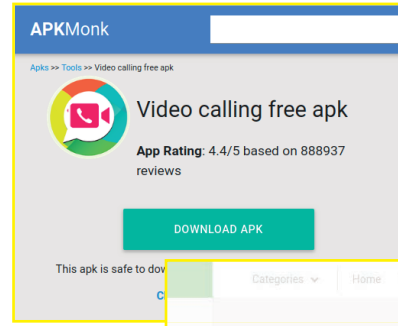 APKMonk
Apks >> Tools >> Video calling free apk
Video calling free apk
App Rating: 4.4/5 based on 888937
reviews
DOWNLOAD APK
This apk is safe to dow
Categories Home